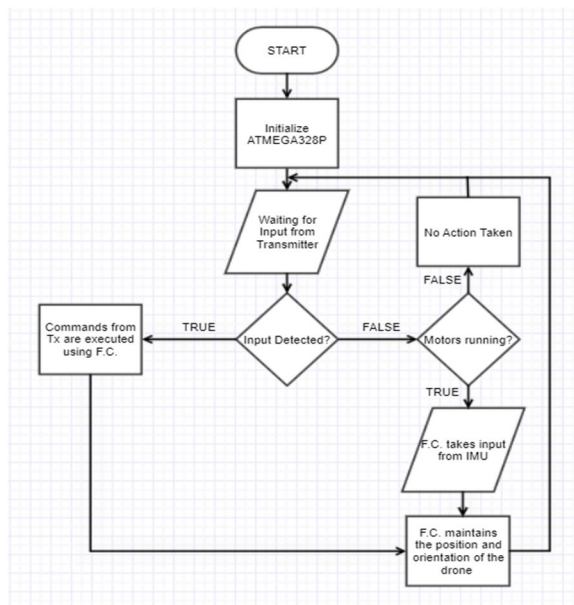 START
Initialize
ATMEGA328P
Waiting for
Input from
Transmitter
No Action Taken
FALSE
Commands from
Tx are executed
using F.C.
TRUE
Input Detected?
FALSE
Motors running?
TRUE
F.C. takes input
from IMU
F.C. maintains
the position and
orientation of the
drone